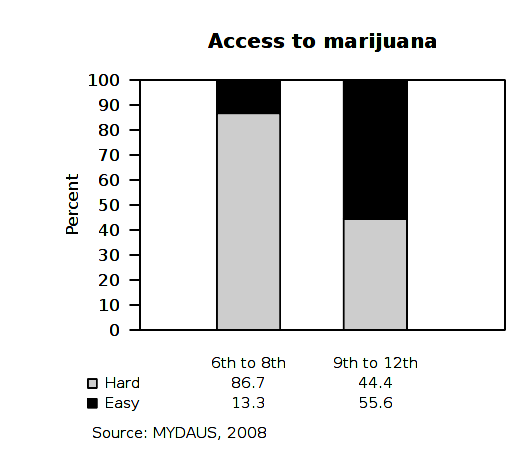 Access to marijuana
Percent
100
90
80
70
60
50
40
30
20
10
0
6th to 8th 9th to 12th
Hard 86.7 44.4
Easy 13.3 55.6
Source: MYDAUS, 2008